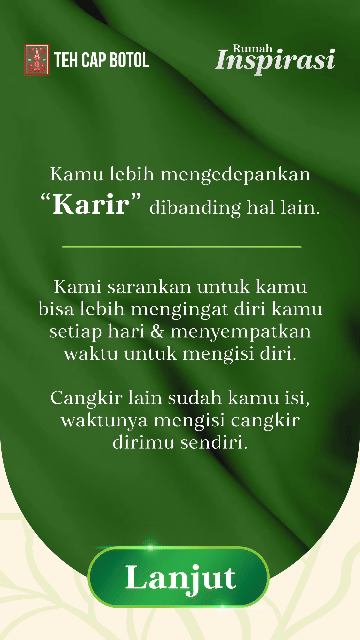 TEH CAP BOTOL
Rumah
Inspirasi
Kamu lebih mengedepankan
“Karir” dibanding hal lain.
Kami sarankan untuk kamu
bisa lebih mengingat diri kamu
setiap hari & menyempatkan
waktu untuk mengisi diri.
Cangkir lain sudah kamu isi,
waktunya mengisi cangkir
dirimu sendiri.
Lanjut